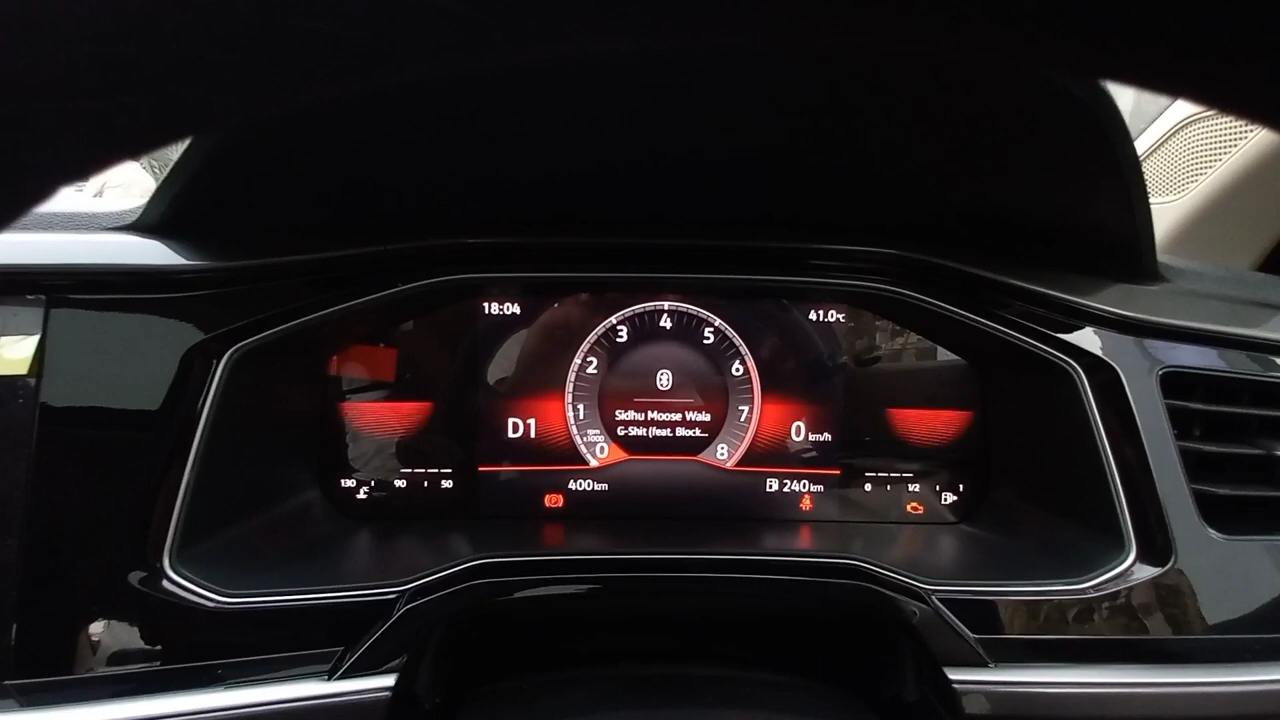 18:04
41.0°C
4
3
5
2
6
Sidhu Moose Wala
G-Shit (feat. Block...
1
7
D1
rpm
x1000
0
8
0 km/h
130
90
50
400 km
240 km
0
1/2
1
P